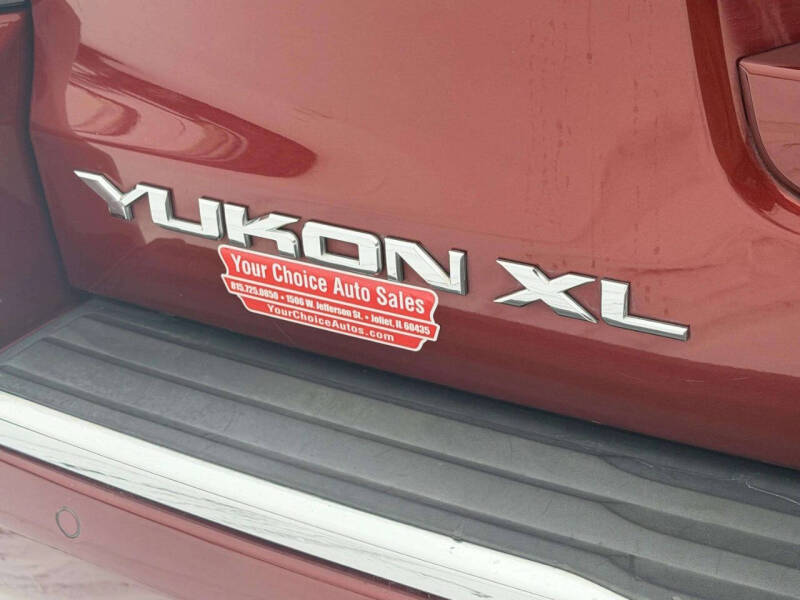 YUKON XL
Your Choice Auto Sales
815.725.0850 • 1506 W. Jefferson St. • Joliet, IL 60435
YourChoiceAutos.com